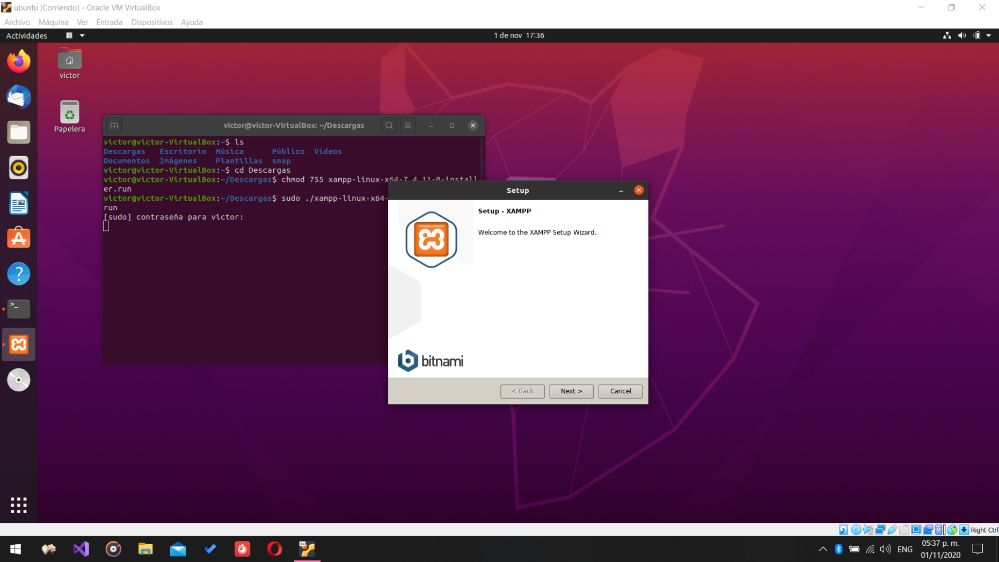 ubuntu [Corriendo] - Oracle VM VirtualBox
Archivo Máquina Ver Entrada Dispositivos Ayuda
Actividades
1 de nov 17:36
victor
Papelera
victor@victor-VirtualBox: ~/Descargas
victor@victor-VirtualBox:~$ ls
Descargas Escritorio Música Público Vídeos
Documentos Imágenes Plantillas snap
victor@victor-VirtualBox:~$ cd Descargas
victor@victor-VirtualBox:~/Descargas$ chmod 755 xampp-linux-x64-7.4.11-0-install
er.run
victor@victor-VirtualBox:~/Descargas$ sudo ./xampp-linux-x64-
run
[sudo] contraseña para victor:
Setup
Setup - XAMPP
Welcome to the XAMPP Setup Wizard.
bitnami
< Back Next > Cancel
Right Ctrl
64
ENG
05:37 p. m.
01/11/2020